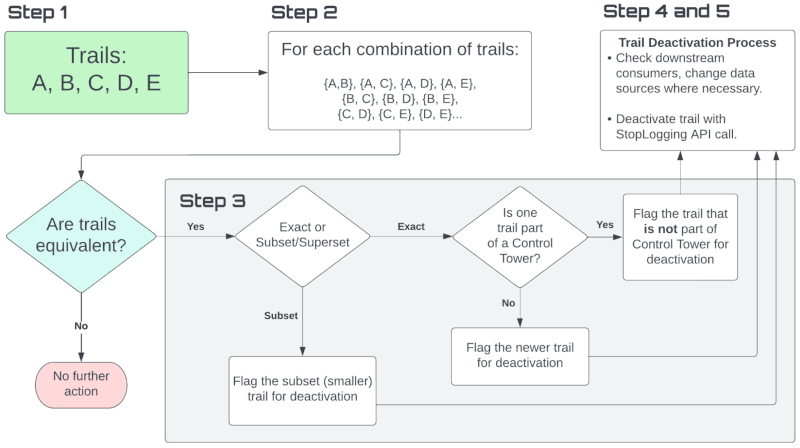 Step 1
Trails:
A, B, C, D, E
Step 2
For each combination of trails:
{A,B}, {A, C}, {A, D}, {A, E},
{B, C}, {B, D}, {B, E},
{C, D}, {C, E}, {D, E}...
Step 4 and 5
Trail Deactivation Process
• Check downstream
consumers, change data
sources where necessary.
• Deactivate trail with
StopLogging API call.
Are trails
equivalent?
Yes
No
No further
action
Step 3
Exact or
Subset/Superset
Exact
Subset
Flag the subset (smaller)
trail for deactivation
Is one
trail part
of a Control
Tower?
Yes
No
Flag the newer trail
for deactivation
Flag the trail that
is not part of
Control Tower for
deactivation